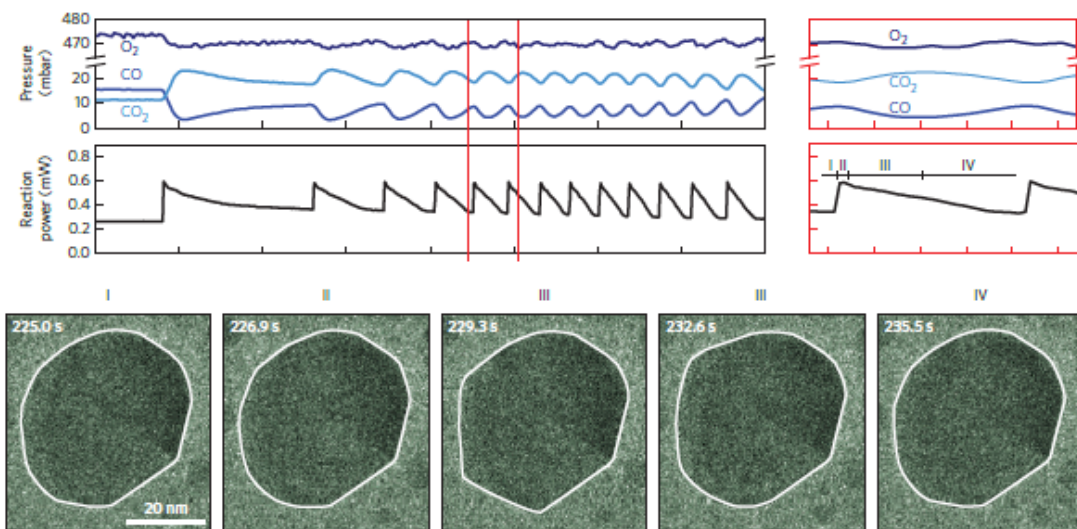 480
470
20
10
0
Pressure
(mbar)
O2
CO
CO2
O2
CO2
CO
0.8
0.6
0.4
0.2
0.0
Reaction
power (mW)
I II III IV
I II III III IV
225.0 s 226.9 s 229.3 s 232.6 s 235.5 s
20 nm